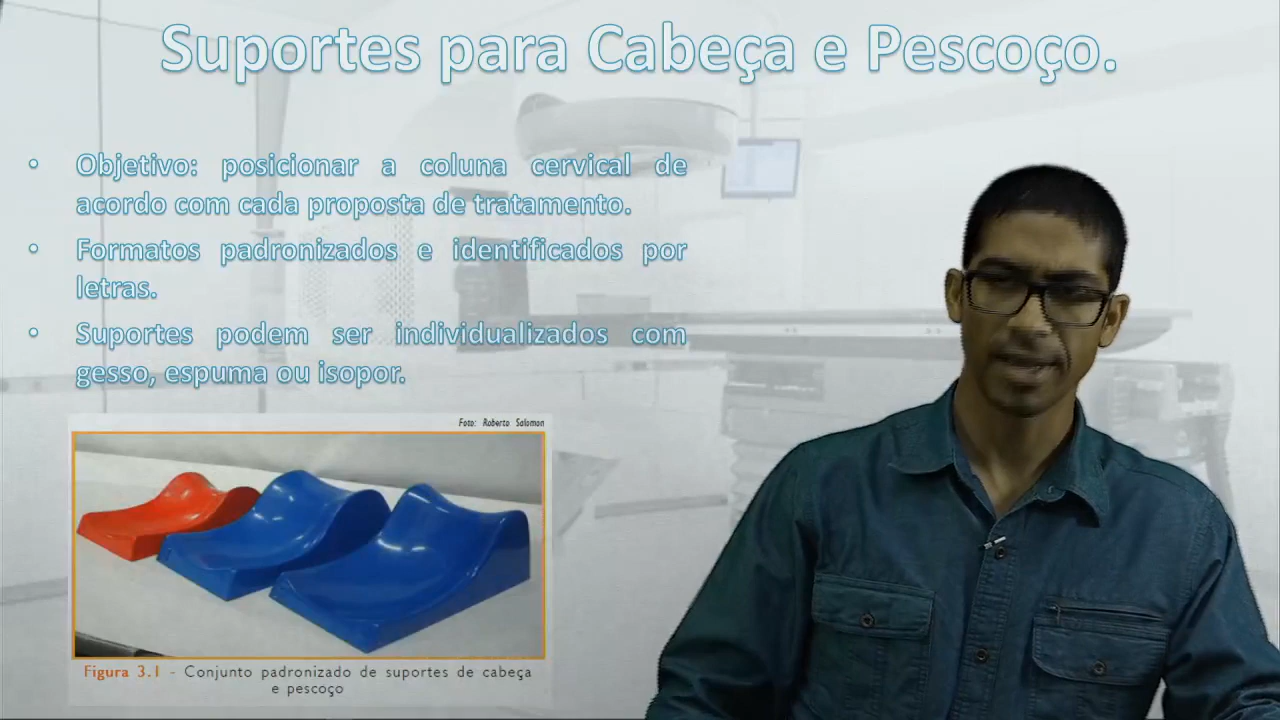 Suportes para Cabeça e Pescoço.
• Objetivo: posicionar a coluna cervical de
acordo com cada proposta de tratamento.
• Formatos padronizados e identificados por
letras.
• Suportes podem ser individualizados com
gesso, espuma ou isopor.
Foto: Roberto Salomon
Figura 3.1 - Conjunto padronizado de suportes de cabeça
e pescoço